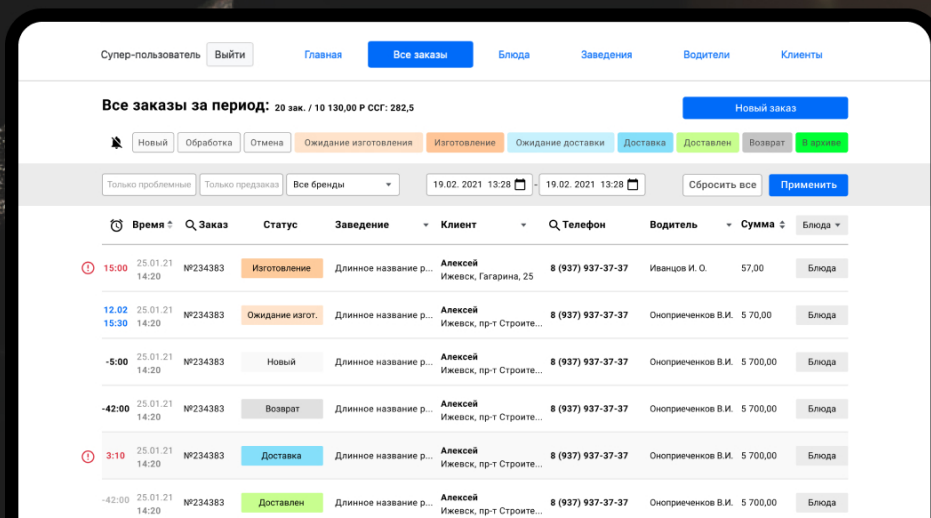 Супер-пользователь Выйти Главная Все заказы Блюда Заведения Водители Клиенты
Все заказы за период: 20 зак. / 10 130,00 Р ССГ: 282,5 Новый заказ
Новый Обработка Отмена Ожидание изготовления Изготовление Ожидание доставки Доставка Доставлен Возврат В архиве
Только проблемные Только предзаказ Все бренды 19.02. 2021 13:28 - 19.02. 2021 13:28 Сбросить все Применить
Время Заказ Статус Заведение Клиент Телефон Водитель Сумма Блюда
15:00 25.01.21 14:20 №234383 Изготовление Длинное название р... Алексей Ижевск, Гагарина, 25 8 (937) 937-37-37 Иванцов И. О. 57,00 Блюда
12.02 15:30 25.01.21 14:20 №234383 Ожидание изгот. Длинное название р... Алексей Ижевск, пр-т Строите... 8 (937) 937-37-37 Оноприеченков В.И. 5 70,00 Блюда
-5:00 25.01.21 14:20 №234383 Новый Длинное название р... Алексей Ижевск, пр-т Строите... 8 (937) 937-37-37 Оноприеченков В.И. 5 700,00 Блюда
-42:00 25.01.21 14:20 №234383 Возврат Длинное название р... Алексей Ижевск, пр-т Строите... 8 (937) 937-37-37 Оноприеченков В.И. 5 700,00 Блюда
3:10 25.01.21 14:20 №234383 Доставка Длинное название р... Алексей Ижевск, пр-т Строите... 8 (937) 937-37-37 Оноприеченков В.И. 5 700,00 Блюда
-42:00 25.01.21 14:20 №234383 Доставлен Длинное название р... Алексей Ижевск, пр-т Строите... 8 (937) 937-37-37 Оноприеченков В.И. 5 700,00 Блюда